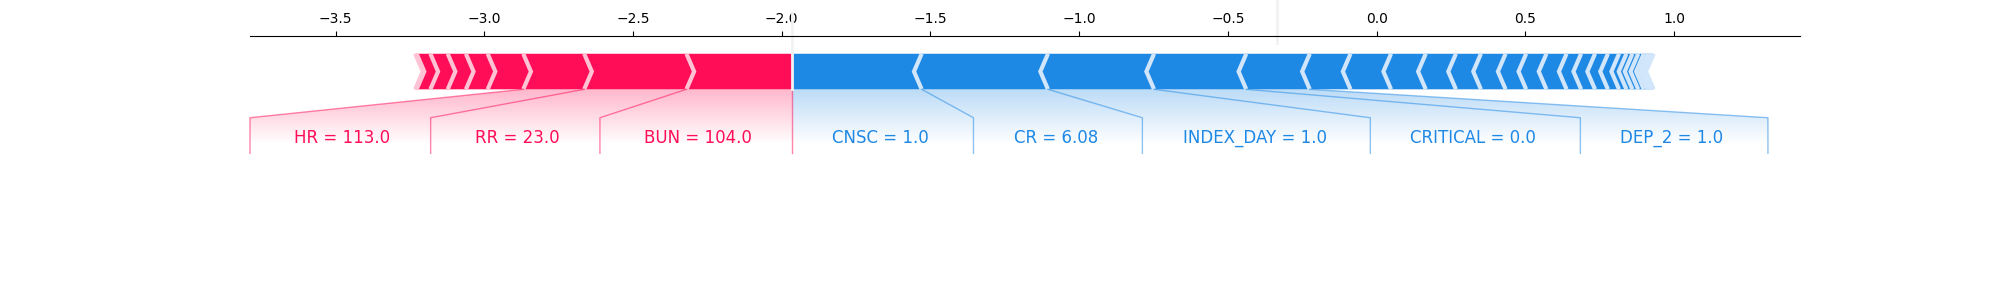 −3.5 −3.0 −2.5 −2.0 −1.5 −1.0 −0.5 0.0 0.5 1.0
HR = 113.0 RR = 23.0 BUN = 104.0 CNSC = 1.0 CR = 6.08 INDEX_DAY = 1.0 CRITICAL = 0.0 DEP_2 = 1.0